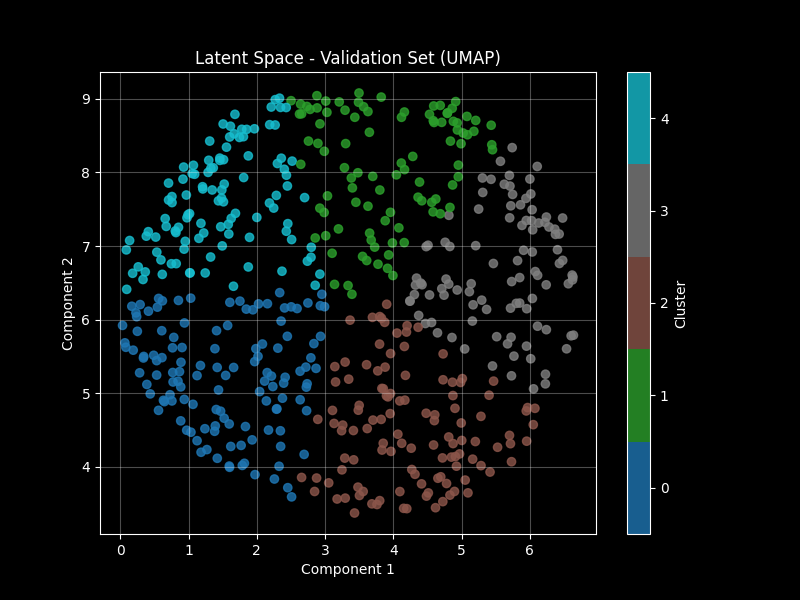 Latent Space - Validation Set (UMAP)
9
8
7
6
5
4
Component 2
0 1 2 3 4 5 6
Component 1
4
3
2
1
0
Cluster